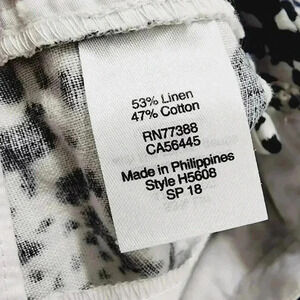 53% Linen
47% Cotton
RN77388
CA56445
Made in Philippines
Style H5608
SP 18